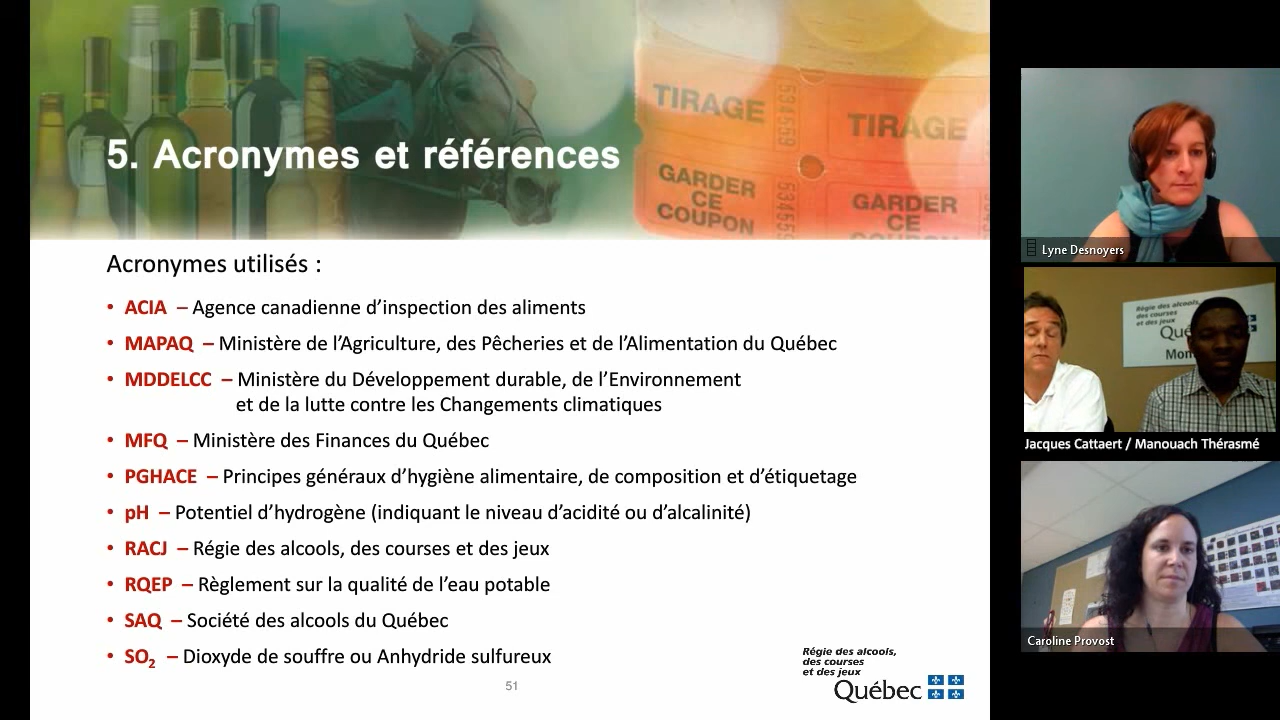 TIRAGE
534559
TIRAGE
5. Acronymes et références
GARDER
CE
COUPON
GARDER
CE
COUPON
Acronymes utilisés :
• ACIA – Agence canadienne d’inspection des aliments
• MAPAQ – Ministère de l’Agriculture, des Pêcheries et de l’Alimentation du Québec
• MDDELCC – Ministère du Développement durable, de l’Environnement
et de la lutte contre les Changements climatiques
• MFQ – Ministère des Finances du Québec
• PGHACE – Principes généraux d’hygiène alimentaire, de composition et d’étiquetage
• pH – Potentiel d’hydrogène (indiquant le niveau d’acidité ou d’alcalinité)
• RACJ – Régie des alcools, des courses et des jeux
• RQEP – Règlement sur la qualité de l’eau potable
• SAQ – Société des alcools du Québec
• SO₂ – Dioxyde de souffre ou Anhydride sulfureux
51
Régie des alcools,
des courses
et des jeux
Québec
Lyne Desnoyers
Régie des alcools,
des courses
et des jeux
Jacques Cattaert / Manouach Thérasmé
Caroline Provost